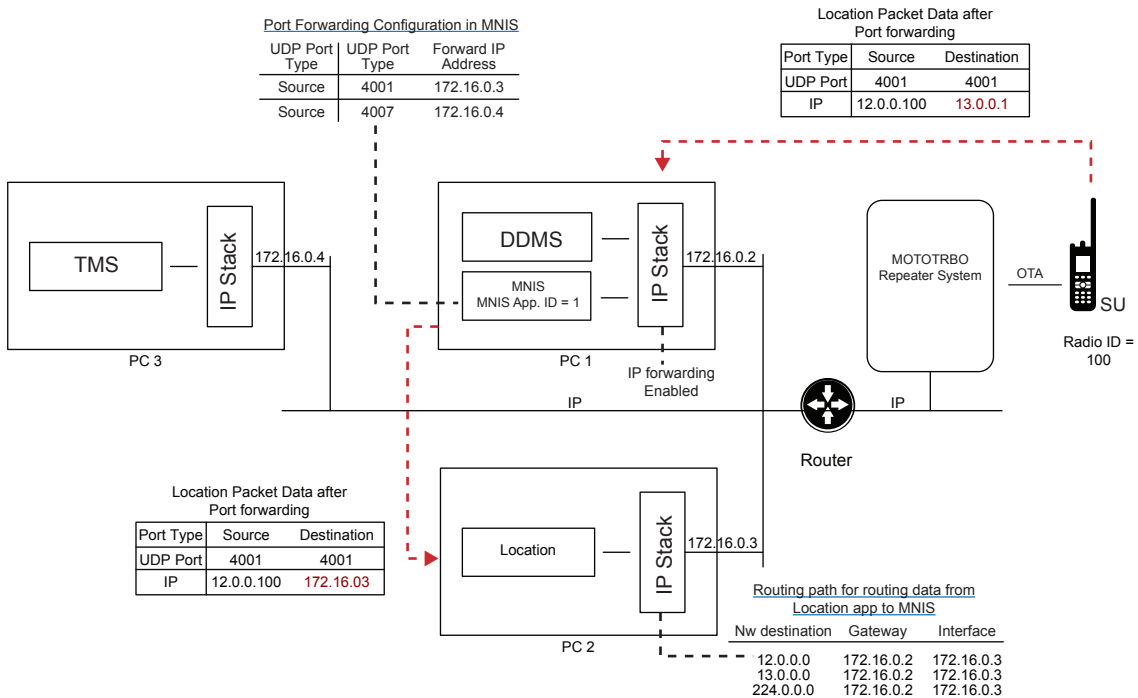 Port Forwarding Configuration in MNIS
UDP Port Type UDP Port Type Forward IP Address
Source 4001 172.16.0.3
Source 4007 172.16.0.4
Location Packet Data after
Port forwarding
Port Type Source Destination
UDP Port 4001 4001
IP 12.0.0.100 13.0.0.1
TMS
IP Stack
172.16.0.4
PC 3
DDMS
MNIS
MNIS App. ID = 1
IP Stack
172.16.0.2
PC 1
IP forwarding
Enabled
MOTOTRBO
Repeater System
OTA
SU
Radio ID =
100
IP
IP
Router
Location Packet Data after
Port forwarding
Port Type Source Destination
UDP Port 4001 4001
IP 12.0.0.100 172.16.03
Location
IP Stack
172.16.0.3
PC 2
Routing path for routing data from
Location app to MNIS
Nw destination Gateway Interface
12.0.0.0 172.16.0.2 172.16.0.3
13.0.0.0 172.16.0.2 172.16.0.3
224.0.0.0 172.16.0.2 172.16.0.3